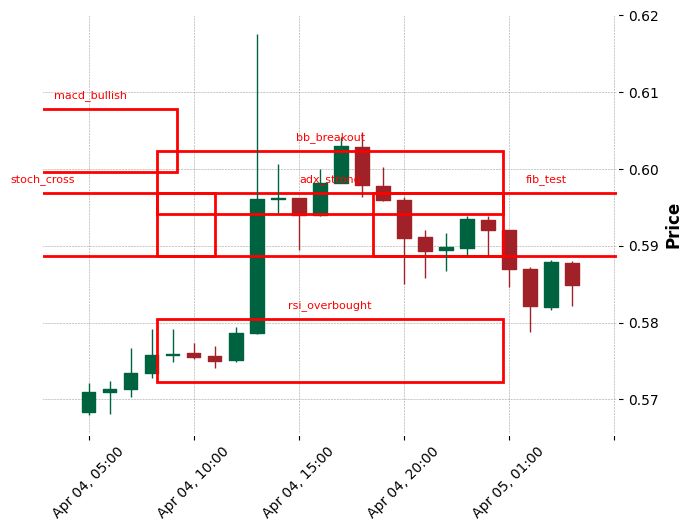 0.62
macd_bullish
0.61
bb_breakout
0.60
stoch_cross
adx_strong
fib_test
0.59
Price
rsi_overbought
0.58
0.57
Apr 04, 05:00
Apr 04, 10:00
Apr 04, 15:00
Apr 04, 20:00
Apr 05, 01:00